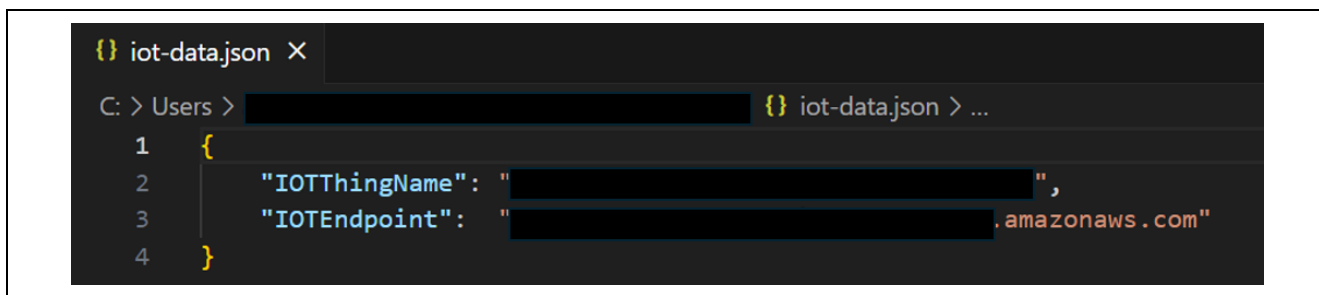 {} iot-data.json ×
C: > Users > {} iot-data.json > ...
1 {
2 "IOTThingName": "",
3 "IOTEndpoint": ".amazonaws.com"
4 }